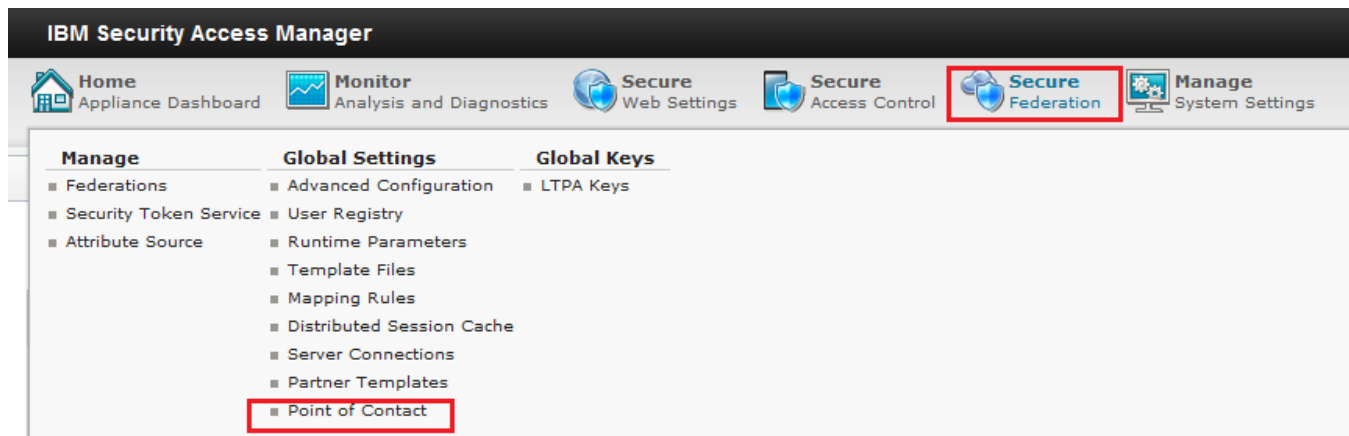 IBM Security Access Manager
Home
Appliance Dashboard
Monitor
Analysis and Diagnostics
Secure
Web Settings
Secure
Access Control
Secure
Federation
Manage
System Settings
Manage
Federations
Security Token Service
Attribute Source
Global Settings
Advanced Configuration
User Registry
Runtime Parameters
Template Files
Mapping Rules
Distributed Session Cache
Server Connections
Partner Templates
Point of Contact
Global Keys
LTPA Keys